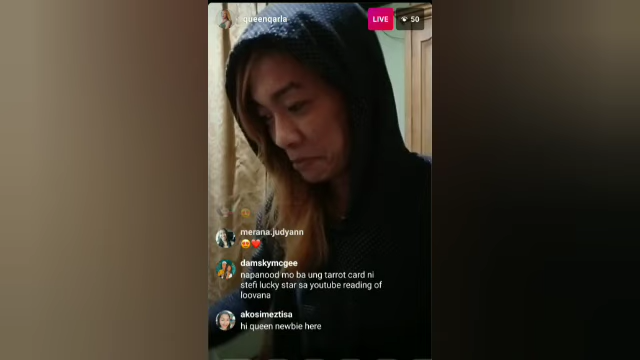 queenqarla
LIVE
50
merana.judyann
😍❤️
damskymcgee
napanood mo ba ung tarrot card ni
stefi lucky star sa youtube reading of
loovana
akosimeztisa
hi queen newbie here